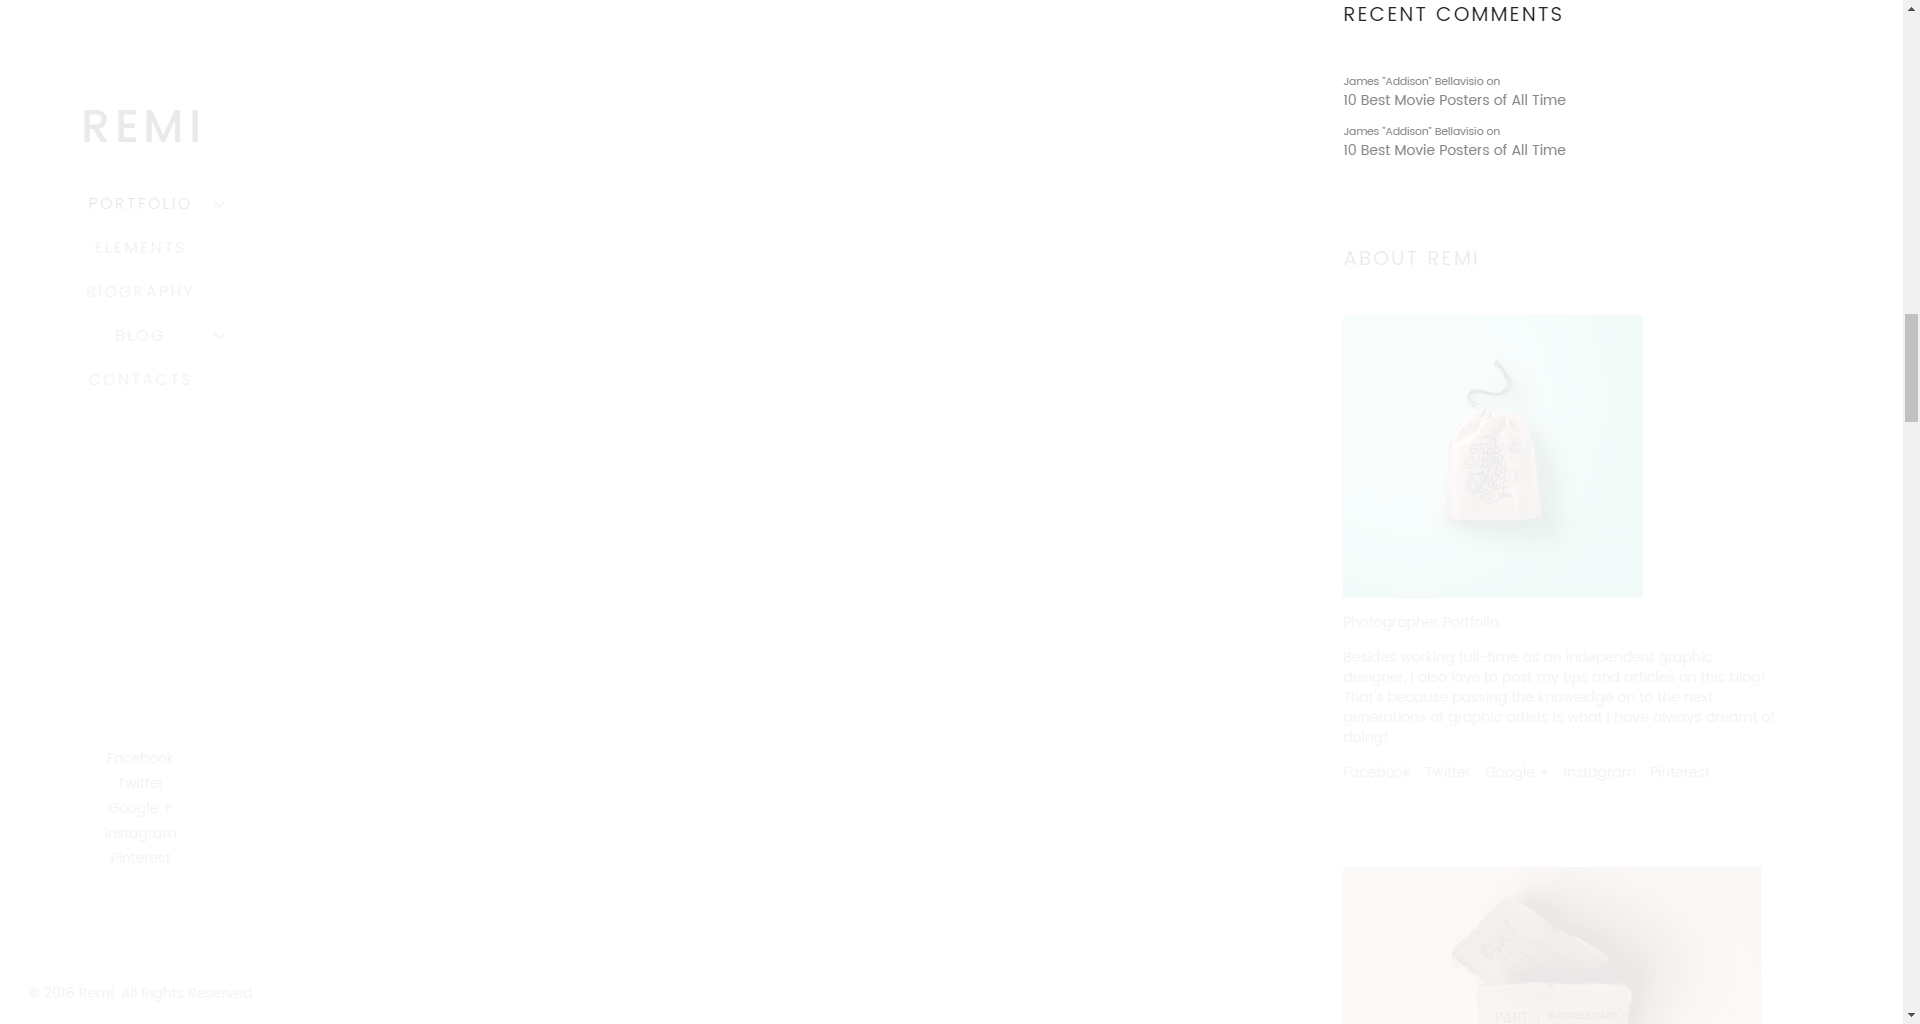 REMI
PORTFOLIO
ELEMENTS
BIOGRAPHY
BLOG
CONTACTS
Facebook
Twitter
Google +
Instagram
Pinterest
© 2016 Remi. All Rights Reserved
RECENT COMMENTS
James "Addison" Bellavisio on
10 Best Movie Posters of All Time
James "Addison" Bellavisio on
10 Best Movie Posters of All Time
ABOUT REMI
Photographer Portfolio
Besides working full-time as an independent graphic
designer, I also love to post my tips and articles on this blog!
That's because passing the knowledge on to the next
generations of graphic artists is what I have always dreamt of
doing!
Facebook Twitter Google + Instagram Pinterest
PART BUSINESS CARD